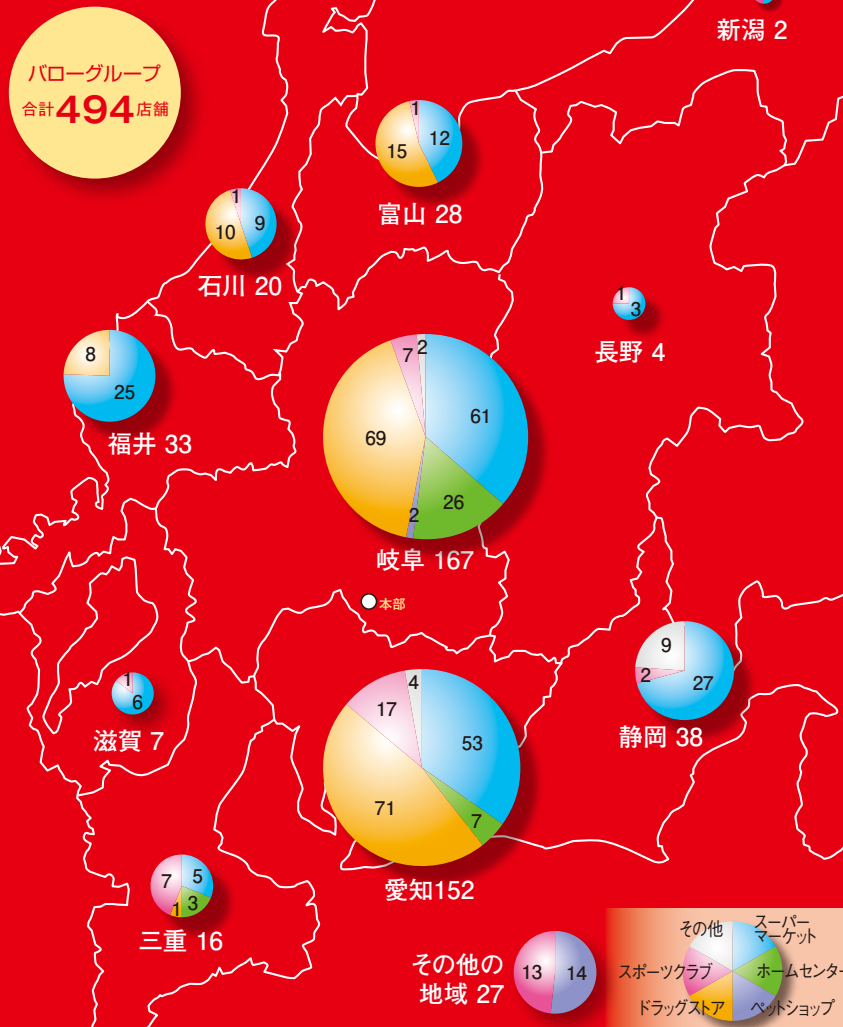 新潟 2
バローグループ
合計494店舗
1
12
15
富山 28
1
9
10
石川 20
1
3
長野 4
8
25
福井 33
7
2
61
69
26
2
岐阜 167
本部
9
2
27
静岡 38
1
6
滋賀 7
4
17
53
71
7
愛知152
7
5
3
1
三重 16
その他の
地域 27
13
14
その他
スーパー
マーケット
スポーツクラブ
ホームセンター
ドラッグストア
ペットショップ